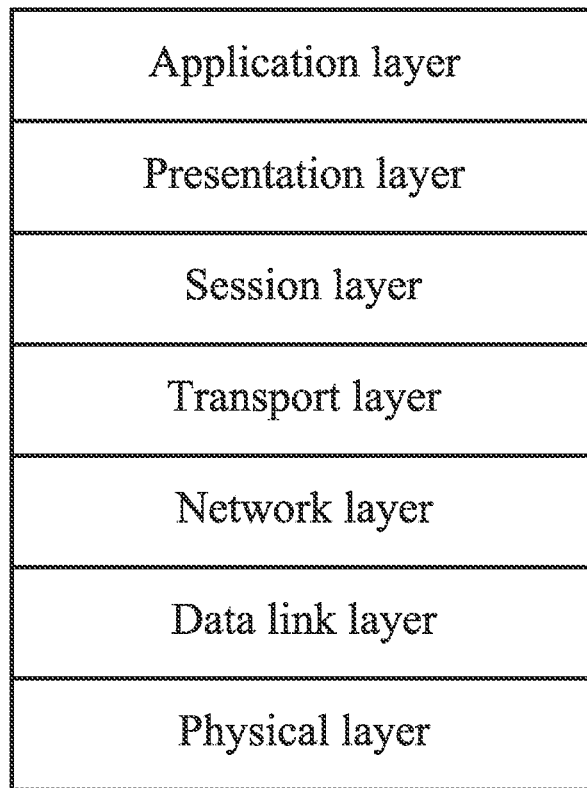 Application layer
Presentation layer
Session layer
Transport layer
Network layer
Data link layer
Physical layer